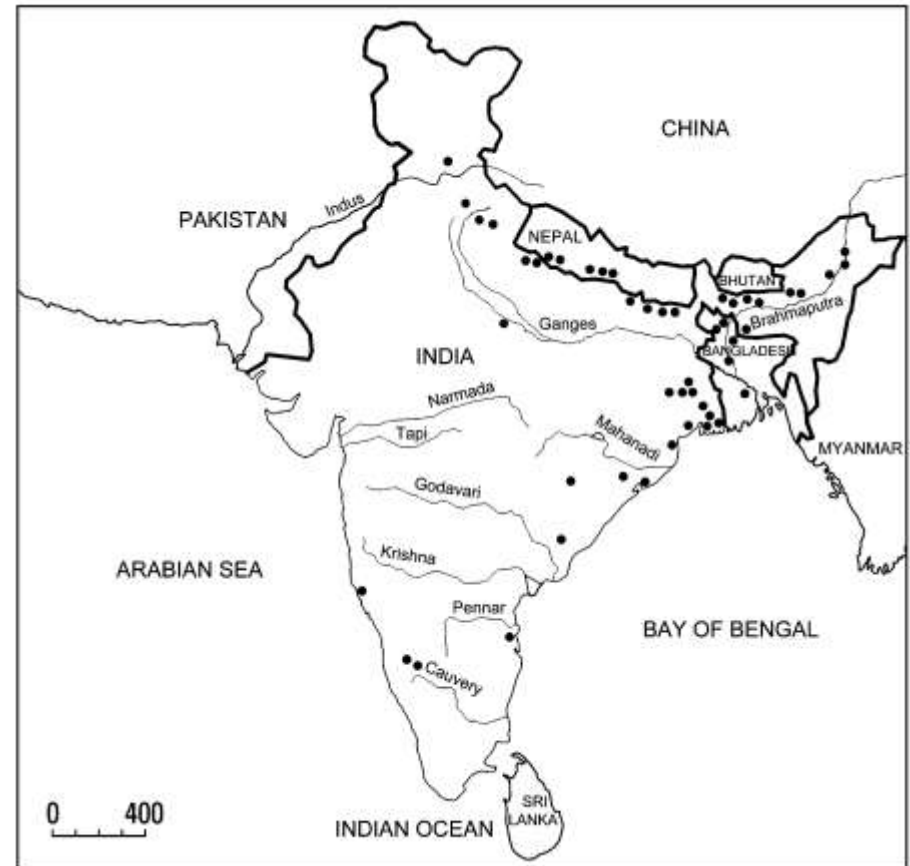 CHINA
Indus
PAKISTAN
NEPAL
BHUTAN
Brahmaputra
Ganges
BANGLADESH
INDIA
Narmada
Tapi
Mahanadi
MYANMAR
Godavari
Krishna
ARABIAN SEA
Pennar
BAY OF BENGAL
Cauvery
0 400
SRI
LANKA
INDIAN OCEAN